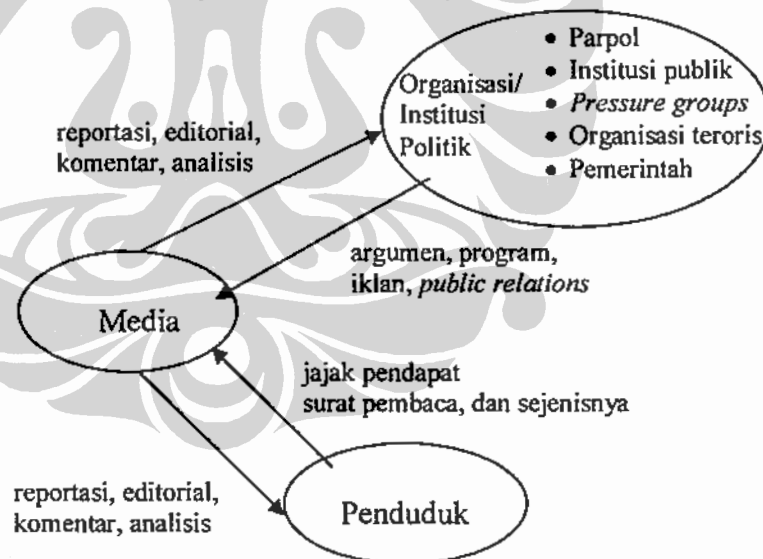 Organisasi/
Institusi
Politik
• Parpol
• Institusi publik
• Pressure groups
• Organisasi teroris
• Pemerintah
reportasi, editorial,
komentar, analisis
argumen, program,
iklan, public relations
Media
jajak pendapat
surat pembaca, dan sejenisnya
reportasi, editorial,
komentar, analisis
Penduduk